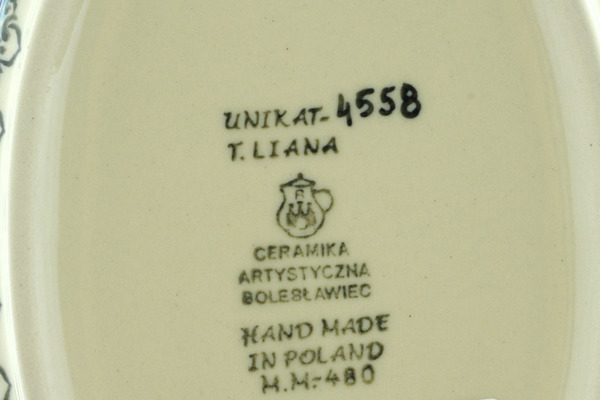 UNIKAT-4558
T. LIANA
CERAMIKA
ARTYSTYCZNA
BOLESŁAWIEC
HAND MADE
IN POLAND
M.M-480